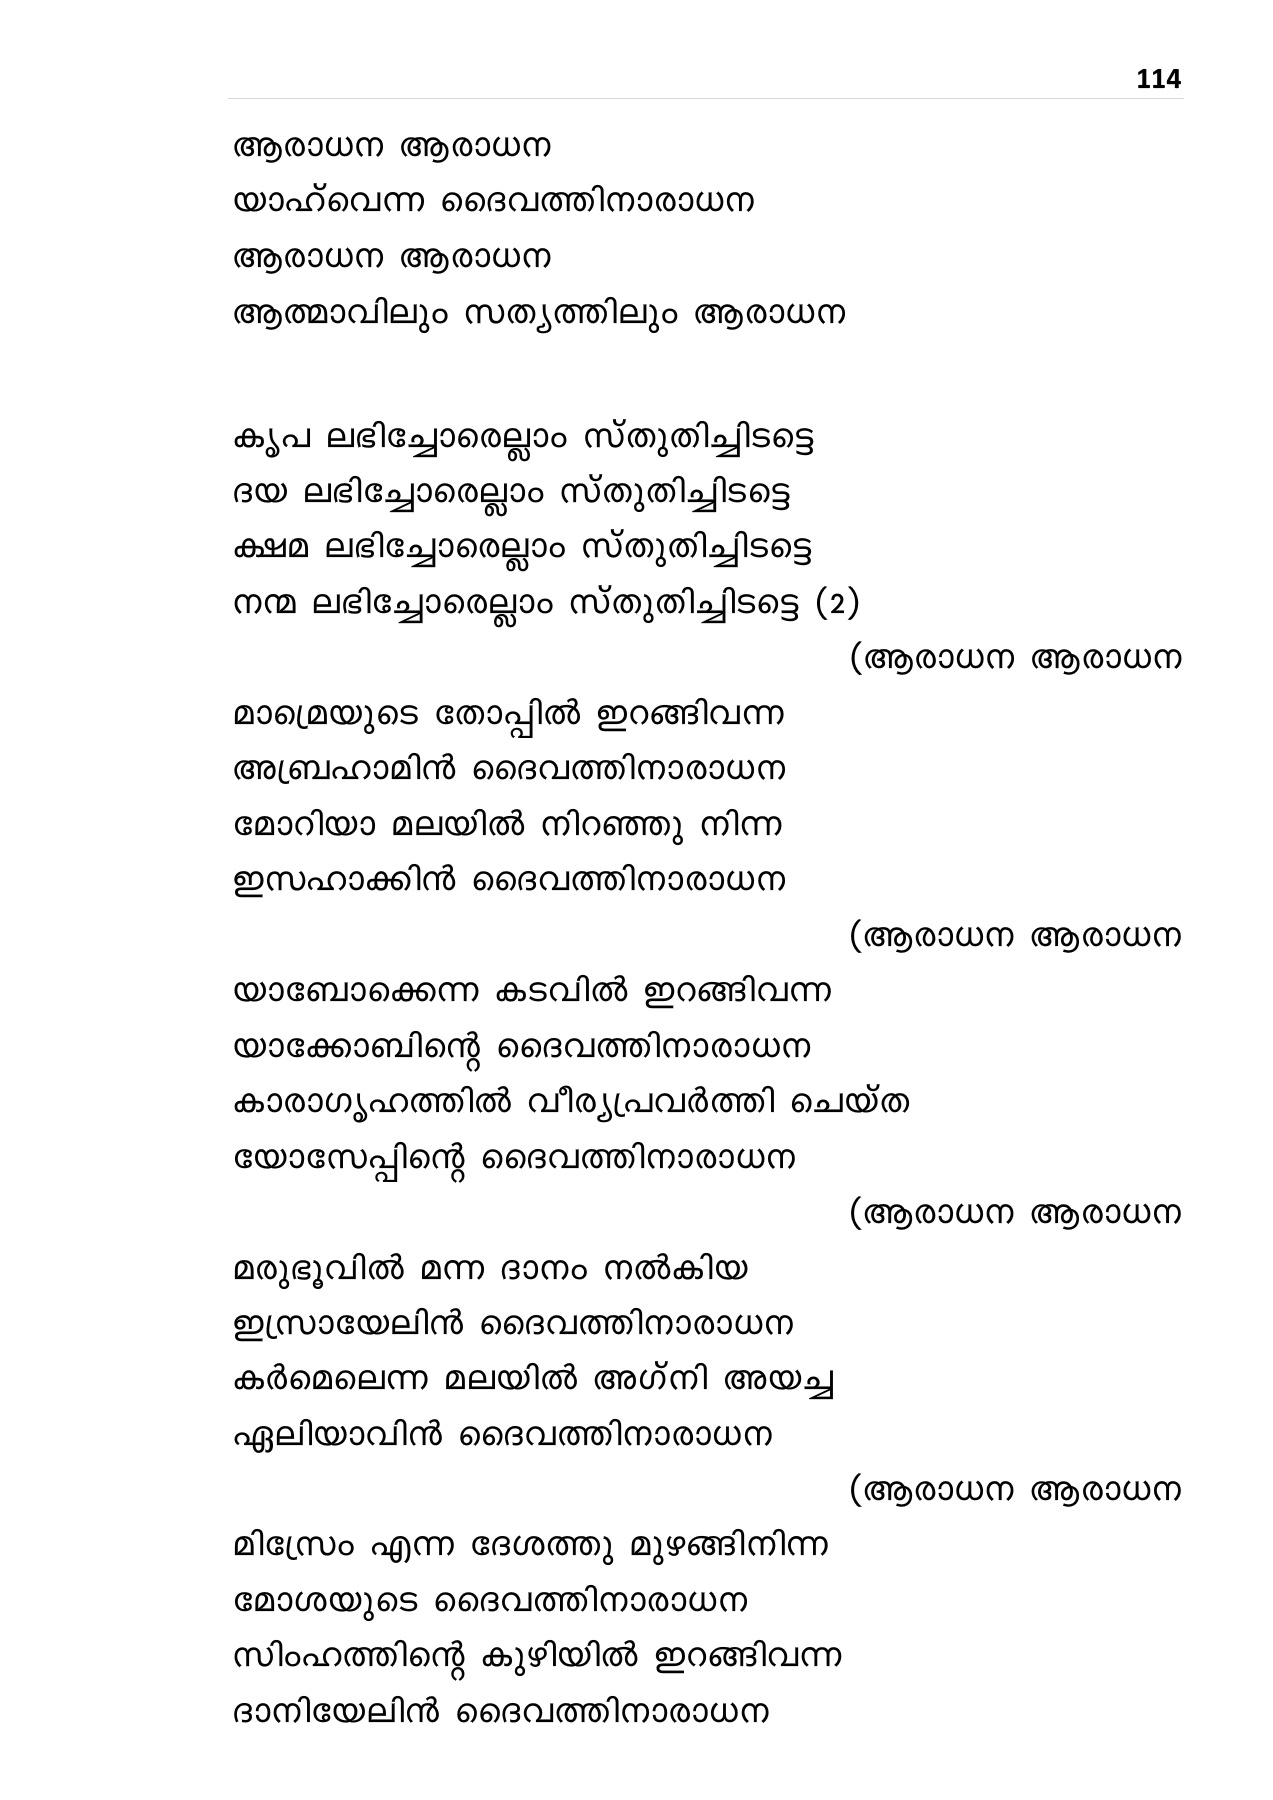 114
ആരാധന ആരാധന
യാഹ്‌വെന്ന ദൈവത്തിനാരാധന
ആരാധന ആരാധന
ആത്മാവിലും സത്യത്തിലും ആരാധന
കൃപ ലഭിച്ചോരെല്ലാം സ്തുതിച്ചിടട്ടെ
ദയ ലഭിച്ചോരെല്ലാം സ്തുതിച്ചിടട്ടെ
ക്ഷമ ലഭിച്ചോരെല്ലാം സ്തുതിച്ചിടട്ടെ
നന്മ ലഭിച്ചോരെല്ലാം സ്തുതിച്ചിടട്ടെ (2)
(ആരാധന ആരാധന
മാമ്രെയുടെ തോപ്പിൽ ഇറങ്ങിവന്ന
അബ്രഹാമിൻ ദൈവത്തിനാരാധന
മോറിയാ മലയിൽ നിറഞ്ഞു നിന്ന
ഇസഹാക്കിൻ ദൈവത്തിനാരാധന
(ആരാധന ആരാധന
യാബോക്കെന്ന കടവിൽ ഇറങ്ങിവന്ന
യാക്കോബിന്റെ ദൈവത്തിനാരാധന
കാരാഗൃഹത്തിൽ വീര്യപ്രവർത്തി ചെയ്ത
യോസേപ്പിന്റെ ദൈവത്തിനാരാധന
(ആരാധന ആരാധന
മരുഭൂവിൽ മന്ന ദാനം നൽകിയ
ഇസ്രായേലിൻ ദൈവത്തിനാരാധന
കർമെലെന്ന മലയിൽ അഗ്‌നി അയച്ച
ഏലിയാവിൻ ദൈവത്തിനാരാധന
(ആരാധന ആരാധന
മിസ്രേം എന്ന ദേശത്തു മുഴങ്ങിനിന്ന
മോശയുടെ ദൈവത്തിനാരാധന
സിംഹത്തിന്റെ കുഴിയിൽ ഇറങ്ങിവന്ന
ദാനിയേലിൻ ദൈവത്തിനാരാധന